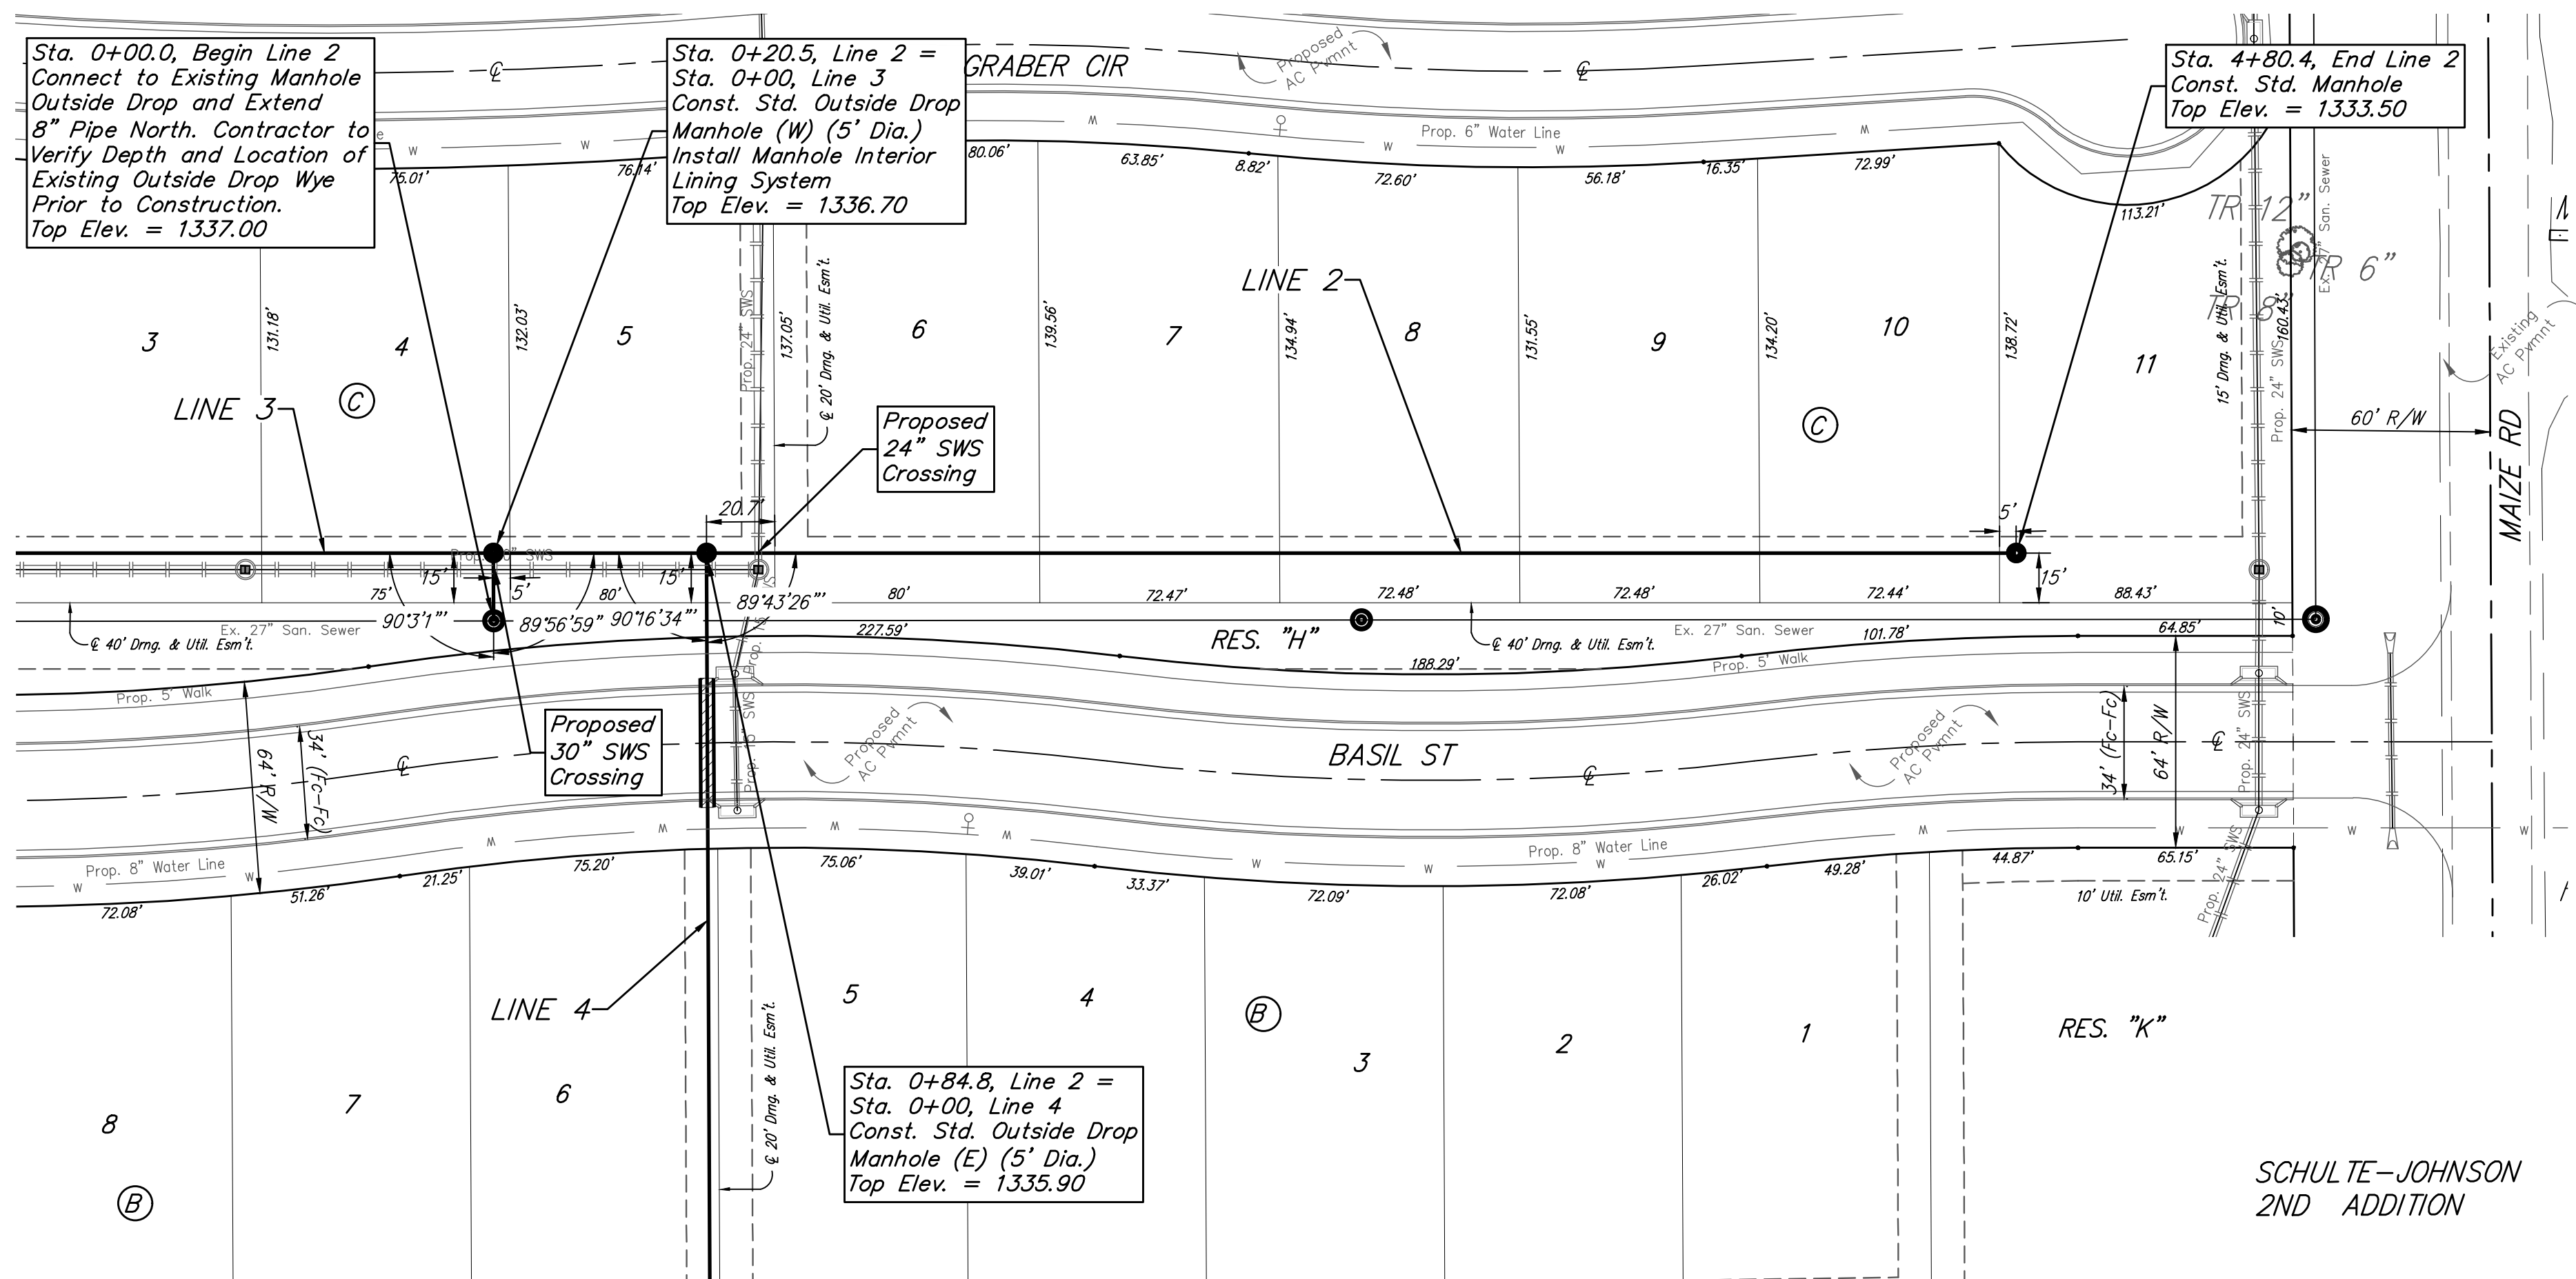 Sta. 0+00.0, Begin Line 2
Connect to Existing Manhole
Outside Drop and Extend
8" Pipe North. Contractor to
Verify Depth and Location of
Existing Outside Drop Wye
Prior to Construction.
Top Elev. = 1337.00
Sta. 0+20.5, Line 2 =
Sta. 0+00, Line 3
Const. Std. Outside Drop
Manhole (W) (5' Dia.)
Install Manhole Interior
Lining System
Top Elev. = 1336.70
GRABER CIR
Proposed
AC Pvmnt
Sta. 4+80.4, End Line 2
Const. Std. Manhole
Top Elev. = 1333.50
Prop. 6" Water Line
75.01'
76.14'
80.06'
63.85'
8.82'
72.60'
56.18'
16.35'
72.99'
113.21'
TR 12"
TR 6"
TR 8"
Ex. 27" San. Sewer
3
131.18'
4
132.03'
5
Prop. 24" SWS
137.05'
℄ 20' Drng. & Util. Esm't.
6
139.56'
7
134.94'
8
131.55'
9
134.20'
10
138.72'
11
15' Drng. & Util. Esm't.
Prop. 24" SWS
160.43'
Existing
AC Pvmnt
60' R/W
MAIZE RD
LINE 2
LINE 3
C
C
Proposed
24" SWS
Crossing
20.7'
5'
15'
15'
5'
15'
75'
80'
80'
72.47'
72.48'
72.48'
72.44'
88.43'
10'
90°3'1"
89°56'59"
90°16'34"
89°43'26"
Ex. 27" San. Sewer
℄ 40' Drng. & Util. Esm't.
227.59'
RES. "H"
℄ 40' Drng. & Util. Esm't.
Ex. 27" San. Sewer
101.78'
64.85'
188.29'
Prop. 5' Walk
Prop. 5' Walk
64' R/W
34' (Fc-Fc)
Proposed
30" SWS
Crossing
Proposed
AC Pvmnt
BASIL ST
Proposed
AC Pvmnt
34' (Fc-Fc)
64' R/W
Prop. 24" SWS
Prop. 8" Water Line
Prop. 8" Water Line
72.08'
51.26'
21.25'
75.20'
75.06'
39.01'
33.37'
72.09'
72.08'
26.02'
49.28'
44.87'
65.15'
10' Util. Esm't.
Prop. 24" SWS
LINE 4
℄ 20' Drng. & Util. Esm't.
8
7
6
5
4
B
3
2
1
RES. "K"
B
Sta. 0+84.8, Line 2 =
Sta. 0+00, Line 4
Const. Std. Outside Drop
Manhole (E) (5' Dia.)
Top Elev. = 1335.90
SCHULTE-JOHNSON
2ND ADDITION